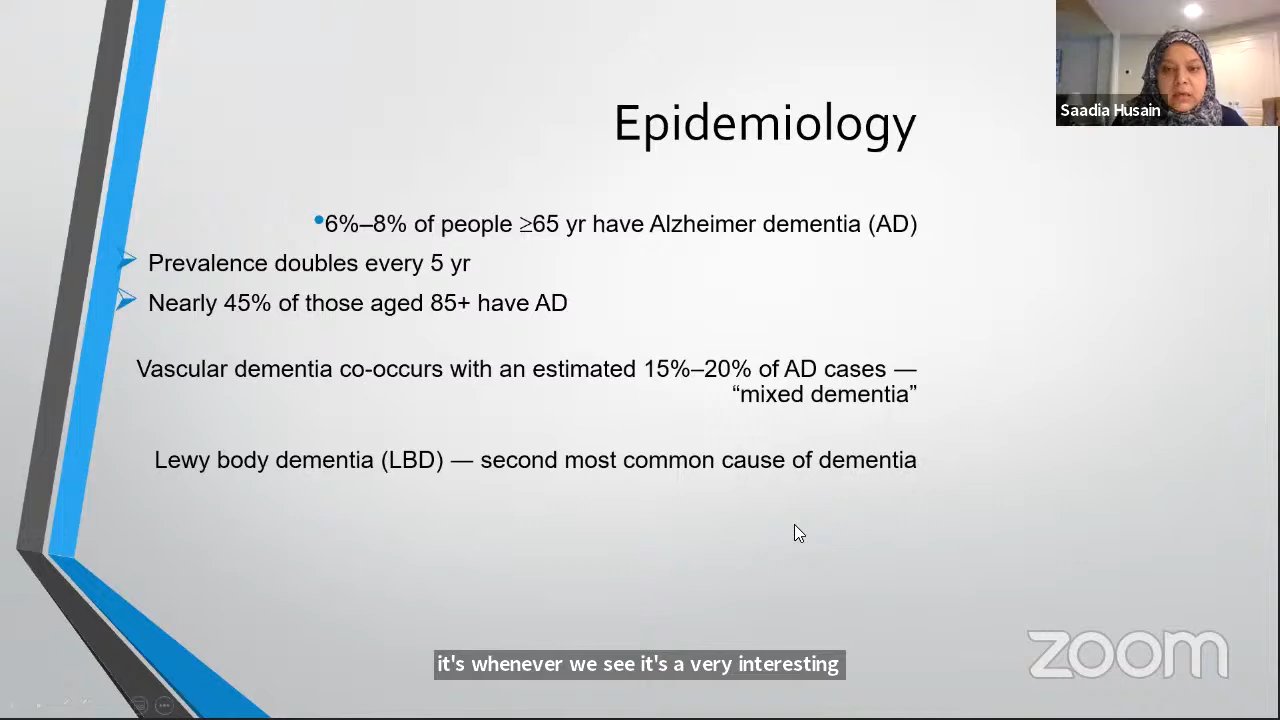 Saadia Husain
Epidemiology
•6%–8% of people ≥65 yr have Alzheimer dementia (AD)
Prevalence doubles every 5 yr
Nearly 45% of those aged 85+ have AD
Vascular dementia co-occurs with an estimated 15%–20% of AD cases —
“mixed dementia”
Lewy body dementia (LBD) — second most common cause of dementia
it's whenever we see it's a very interesting
zoom